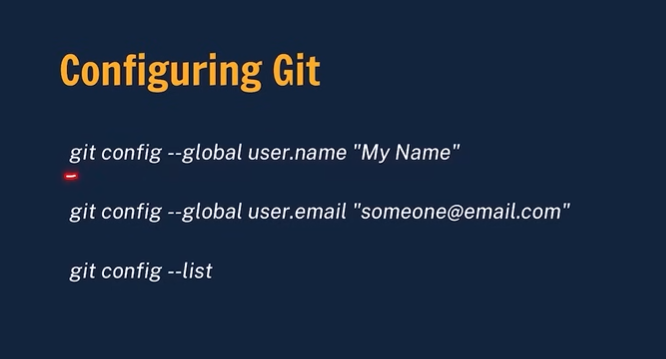 Configuring Git
git config --global user.name "My Name"
git config --global user.email "someone@email.com"
git config --list